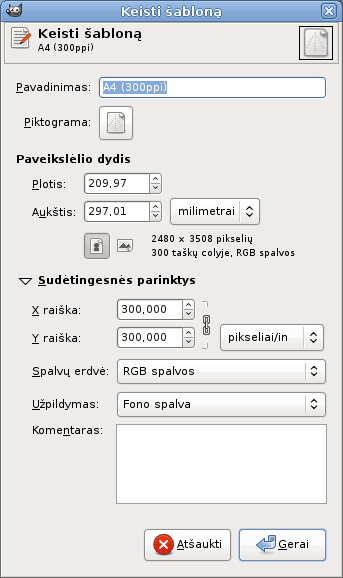 Keisti šabloną
Keisti šabloną
A4 (300ppi)
Pavadinimas: A4 (300ppi)
Piktograma:
Paveikslėlio dydis
Plotis: 209,97
Aukštis: 297,01 milimetrai
2480 × 3508 pikselių
300 taškų colyje, RGB spalvos
Sudėtingesnės parinktys
X raiška: 300,000
Y raiška: 300,000 pikseliai/in
Spalvų erdvė: RGB spalvos
Užpildymas: Fono spalva
Komentaras:
Atšaukti Gerai